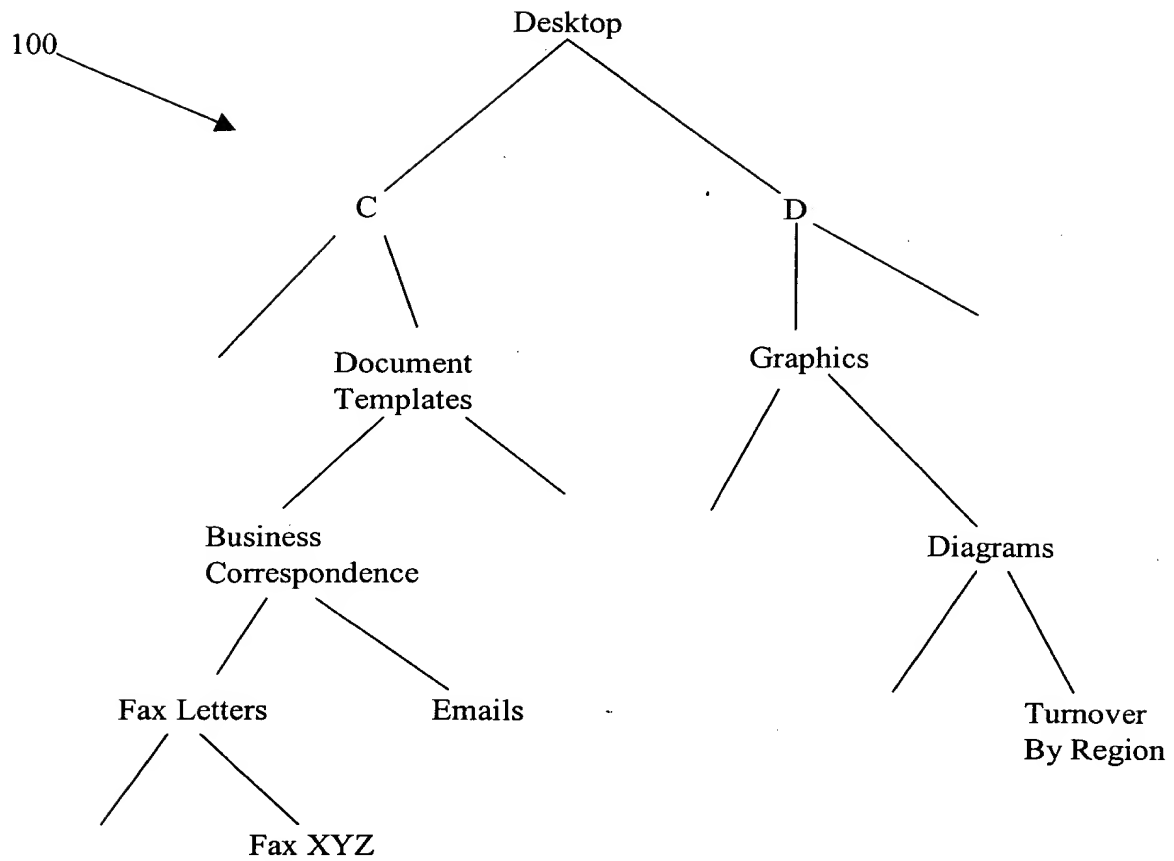 Desktop
100
C
D
Document
Templates
Graphics
Business
Correspondence
Diagrams
Fax Letters
Emails
Turnover
By Region
Fax XYZ